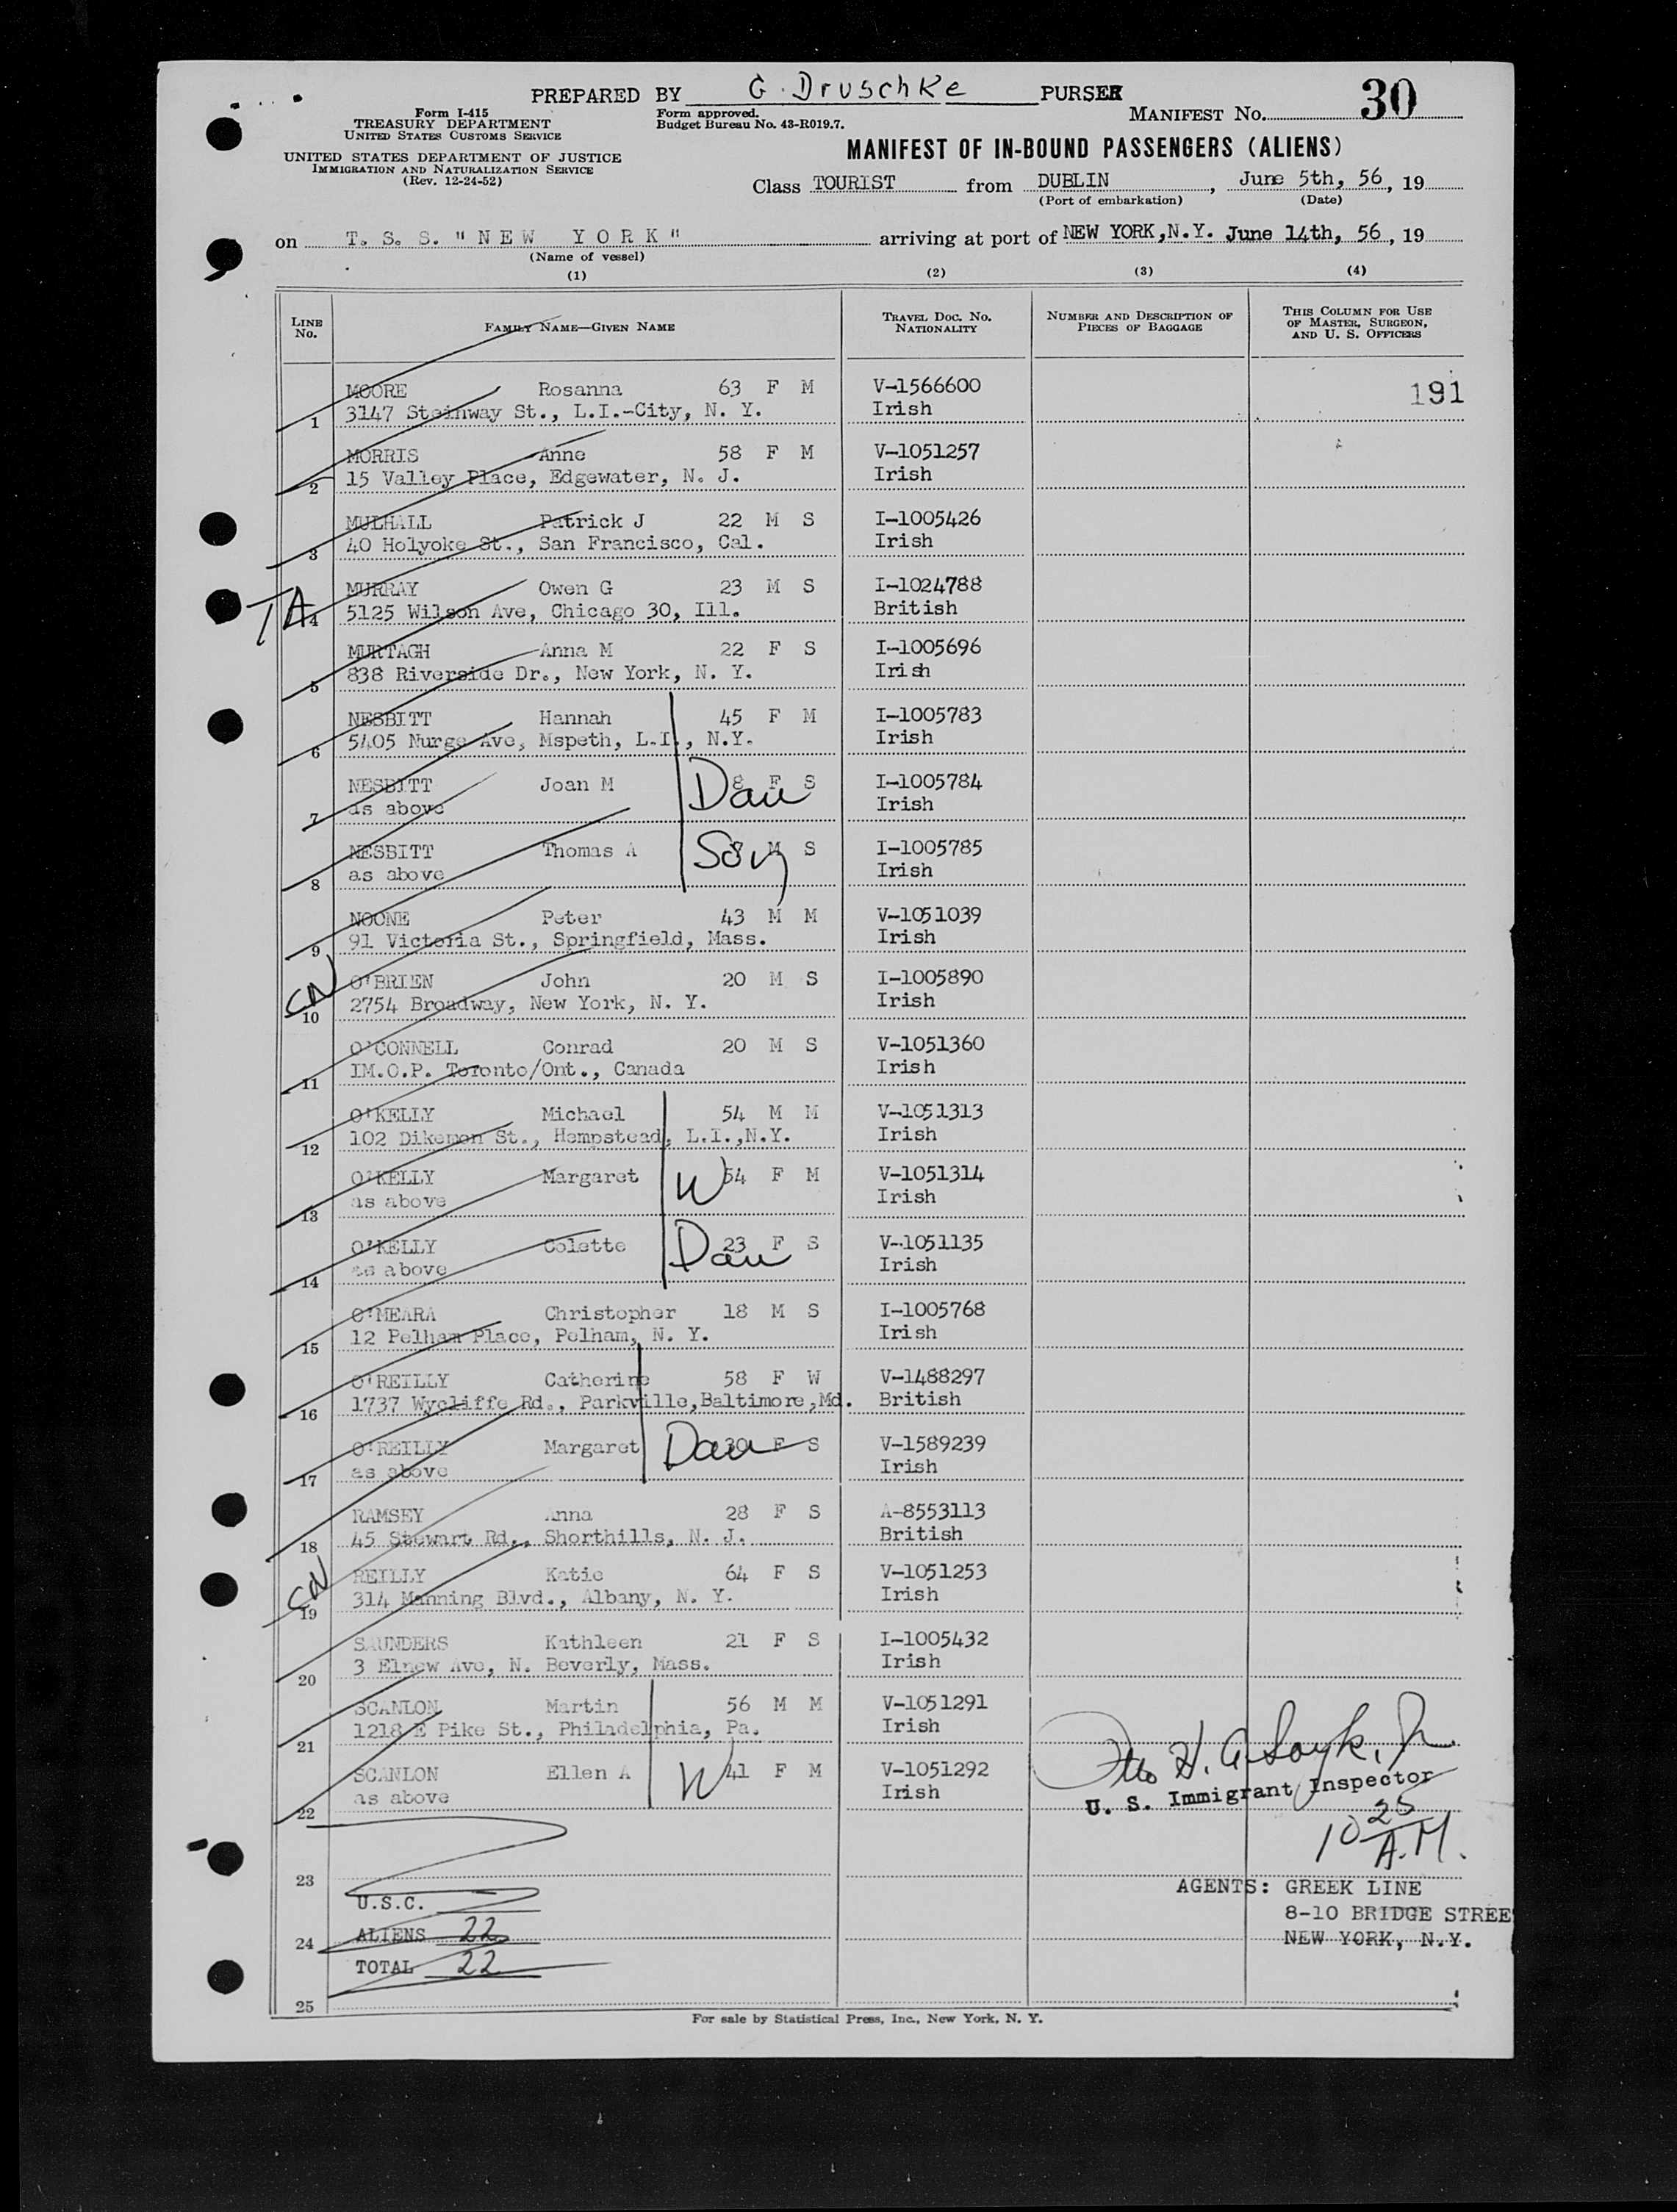 PREPARED BY G. Druschke PURSER
Form I-415
TREASURY DEPARTMENT
UNITED STATES CUSTOMS SERVICE
Form approved.
Budget Bureau No. 43-R019.7.
MANIFEST No. 30
UNITED STATES DEPARTMENT OF JUSTICE
IMMIGRATION AND NATURALIZATION SERVICE
(Rev. 12-24-52)
MANIFEST OF IN-BOUND PASSENGERS (ALIENS)
Class TOURIST from DUBLIN, June 5th, 56, 19
(Port of embarkation) (Date)
on T. S. S. "NEW YORK" arriving at port of NEW YORK,N.Y. June 14th, 56, 19
(Name of vessel)
(1) (2) (3) (4)
LINE No. FAMILY NAME—GIVEN NAME TRAVEL DOC. No. NATIONALITY NUMBER AND DESCRIPTION OF PIECES OF BAGGAGE THIS COLUMN FOR USE OF MASTER, SURGEON, AND U. S. OFFICERS
MOORE Rosanna 63 F M V-1566600 191
1 3147 Steinway St., L.I.-City, N. Y. Irish
MORRIS Anne 58 F M V-1051257
2 15 Valley Place, Edgewater, N. J. Irish
MULHALL Patrick J 22 M S I-1005426
3 40 Holyoke St., San Francisco, Cal. Irish
MURRAY Owen G 23 M S I-1024788
TA 4 5125 Wilson Ave, Chicago 30, Ill. British
MURTAGH Anna M 22 F S I-1005696
5 838 Riverside Dr., New York, N. Y. Irish
NESBITT Hannah 45 F M I-1005783
6 5405 Nurge Ave, Mspeth, L.I., N.Y. Irish
NESBITT Joan M 8 F S Dau I-1005784
7 as above Irish
NESBITT Thomas A 8 M S Son I-1005785
8 as above Irish
NOONE Peter 43 M M V-1051039
9 91 Victoria St., Springfield, Mass. Irish
CN O'BRIEN John 20 M S I-1005890
10 2754 Broadway, New York, N. Y. Irish
O'CONNELL Conrad 20 M S V-1051360
11 IM.O.P. Toronto/Ont., Canada Irish
O'KELLY Michael 54 M M V-1051313
12 102 Dikemon St., Hempstead, L.I.,N.Y. Irish
O'KELLY Margaret W 54 F M V-1051314
13 as above Irish
O'KELLY Colette 23 F S Dau V-1051135
14 as above Irish
O'MEARA Christopher 18 M S I-1005768
15 12 Pelham Place, Pelham, N. Y. Irish
O'REILLY Catherine 58 F W V-1488297
16 1737 Wycliffe Rd., Parkville,Baltimore,Md. British
O'REILLY Margaret Dau F S V-1589239
17 as above Irish
RAMSEY Anna 28 F S A-8553113
18 45 Stewart Rd., Shorthills, N. J. British
CN REILLY Katie 64 F S V-1051253
19 314 Manning Blvd., Albany, N. Y. Irish
SAUNDERS Kathleen 21 F S I-1005432
20 3 Elnew Ave, N. Beverly, Mass. Irish
SCANLON Martin 56 M M V-1051291
21 1218 E Pike St., Philadelphia, Pa. Irish
SCANLON Ellen A W 41 F M V-1051292
22 as above Irish
U. S. Immigrant Inspector
10 25 A.M.
23
U.S.C.
AGENTS: GREEK LINE
8-10 BRIDGE STREE
24 ALIENS 22 NEW YORK, N.Y.
TOTAL 22
25
For sale by Statistical Press, Inc., New York, N. Y.